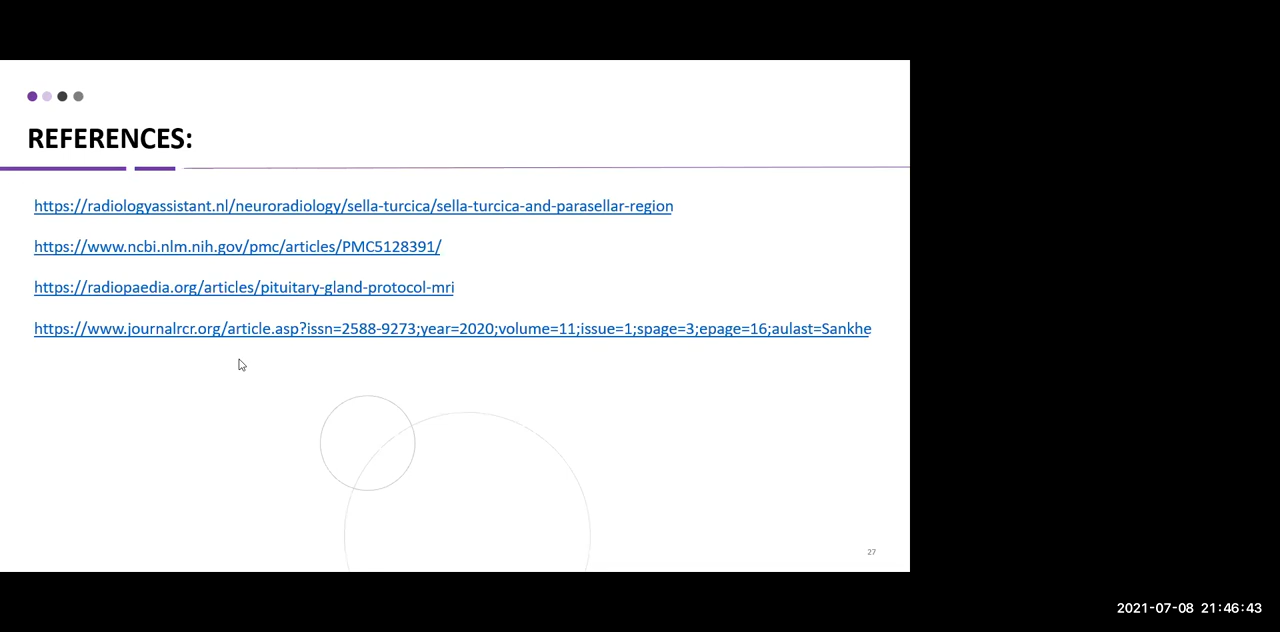 REFERENCES:
https://radiologyassistant.nl/neuroradiology/sella-turcica/sella-turcica-and-parasellar-region
https://www.ncbi.nlm.nih.gov/pmc/articles/PMC5128391/
https://radiopaedia.org/articles/pituitary-gland-protocol-mri
https://www.journalrcr.org/article.asp?issn=2588-9273;year=2020;volume=11;issue=1;spage=3;epage=16;aulast=Sankhe
27
2021-07-08 21:46:43